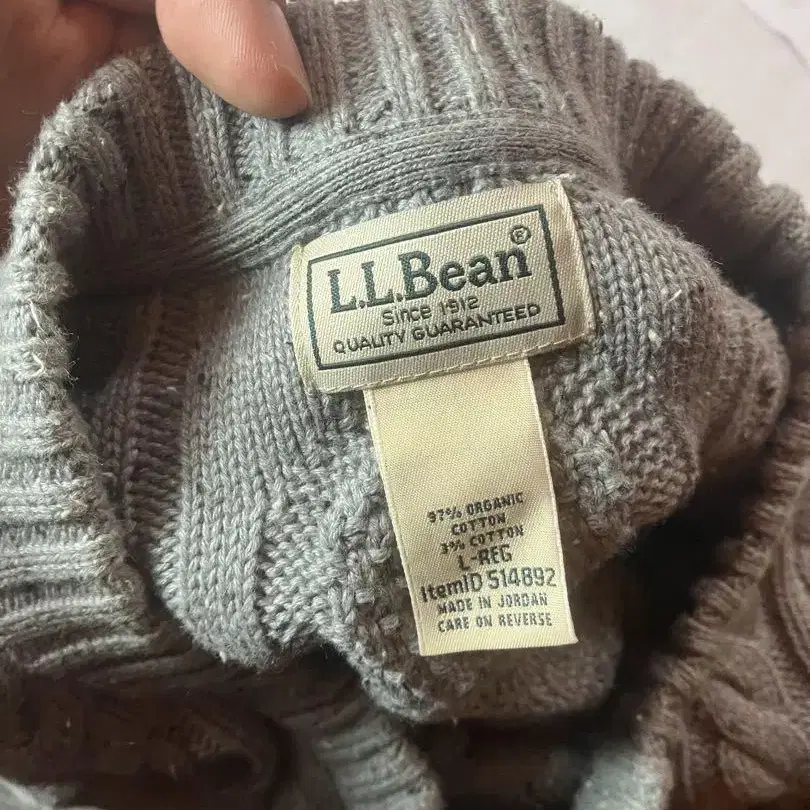 L.L.Bean®
Since 1912
QUALITY GUARANTEED
97% ORGANIC
COTTON
3% COTTON
L-REG
ItemID 514892
MADE IN JORDAN
CARE ON REVERSE